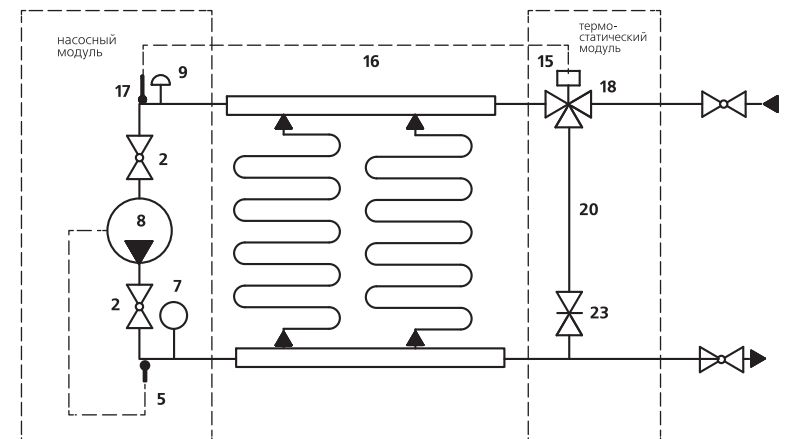 насосный
модуль
термо-
статический
модуль
9
16
15
17
18
2
8
20
7
2
23
5